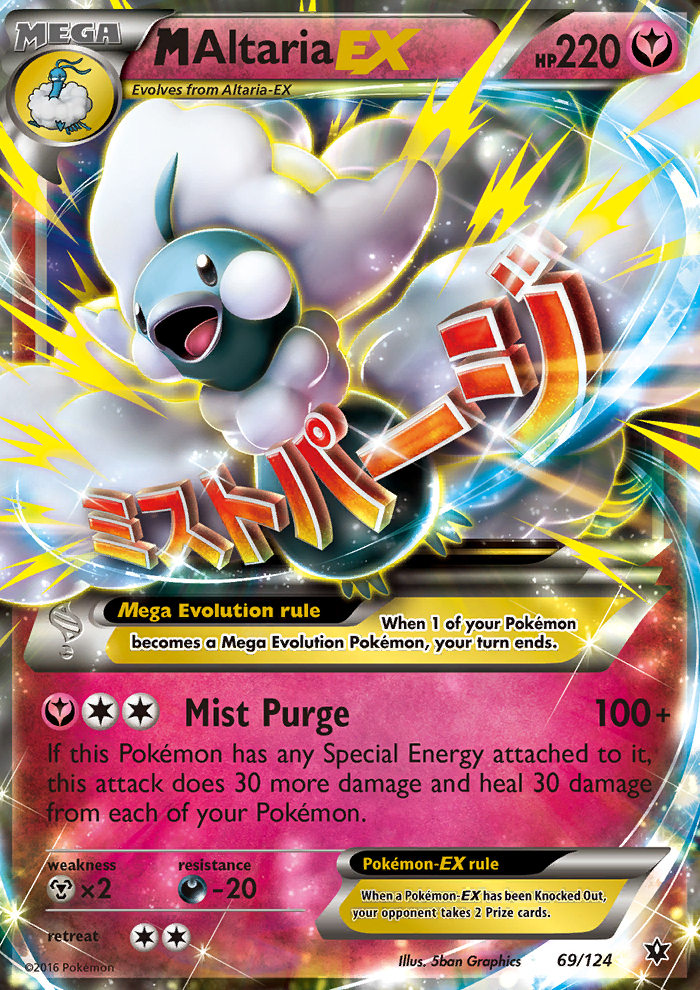 MEGA
M Altaria EX
HP220
Evolves from Altaria-EX
ミストパージ
Mega Evolution rule
When 1 of your Pokémon
becomes a Mega Evolution Pokémon, your turn ends.
Mist Purge 100+
If this Pokémon has any Special Energy attached to it,
this attack does 30 more damage and heal 30 damage
from each of your Pokémon.
weakness
×2
resistance
-20
retreat
Pokémon-EX rule
When a Pokémon-EX has been Knocked Out,
your opponent takes 2 Prize cards.
©2016 Pokémon
Illus. 5ban Graphics
69/124